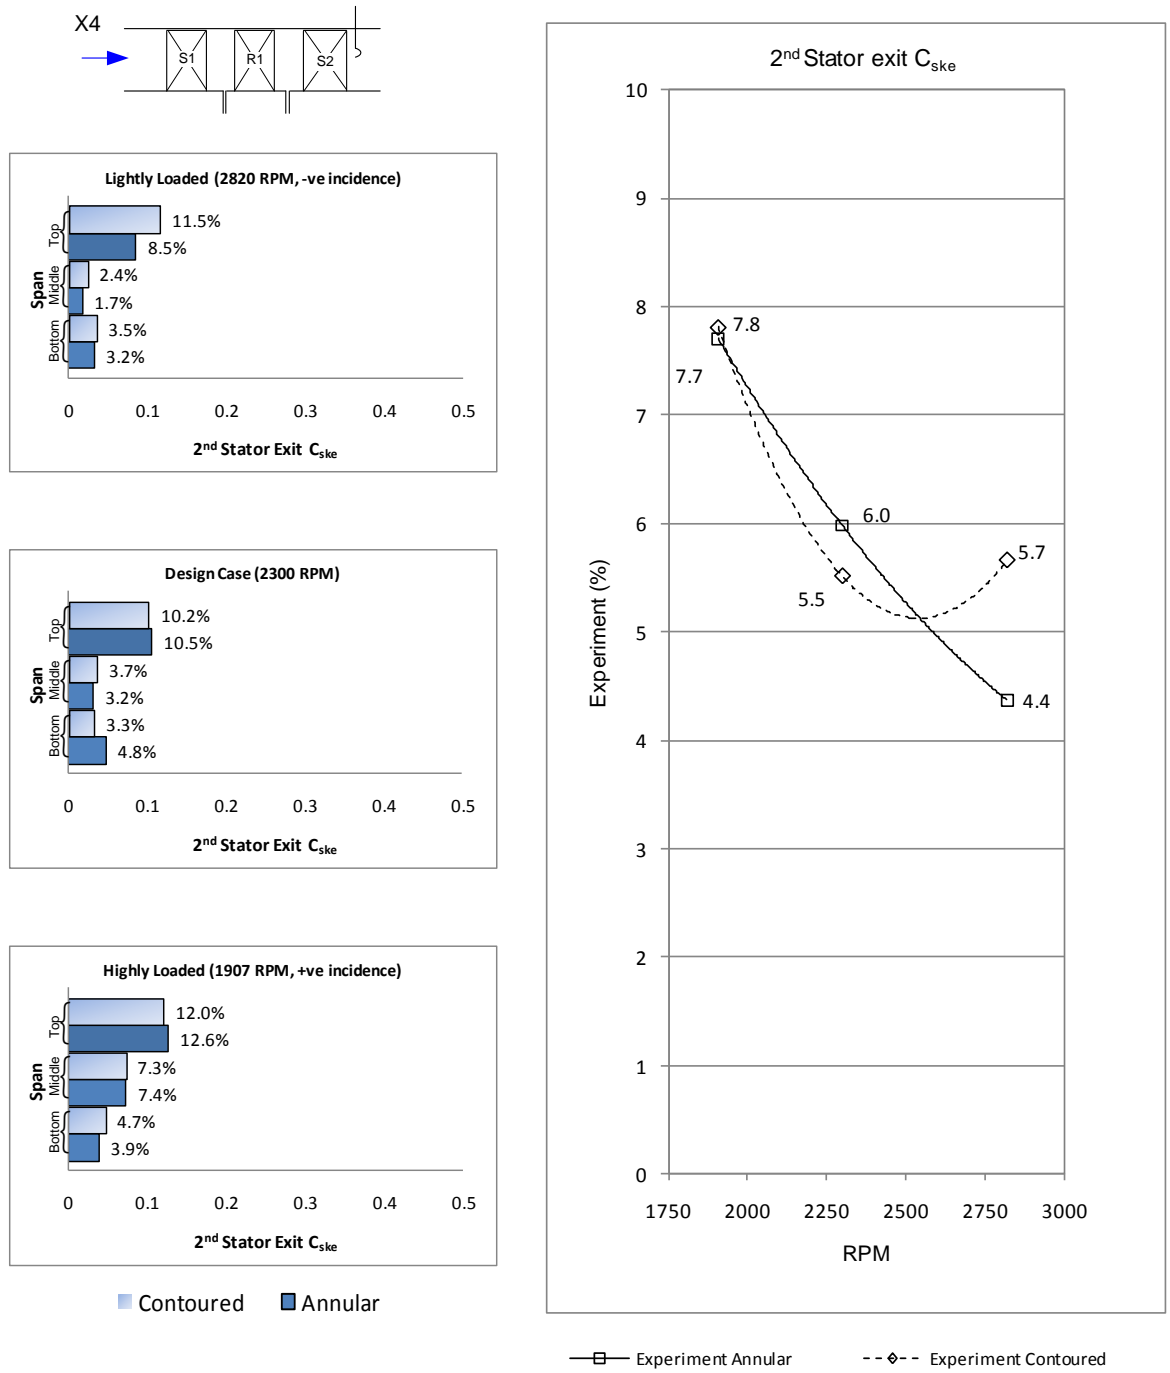 X4
S1 R1 S2
Lightly Loaded (2820 RPM, -ve incidence)
Span
Top
Middle
Bottom
11.5%
8.5%
2.4%
1.7%
3.5%
3.2%
0 0.1 0.2 0.3 0.4 0.5
2nd Stator Exit Cske
Design Case (2300 RPM)
Span
Top
Middle
Bottom
10.2%
10.5%
3.7%
3.2%
3.3%
4.8%
0 0.1 0.2 0.3 0.4 0.5
2nd Stator Exit Cske
Highly Loaded (1907 RPM, +ve incidence)
Span
Top
Middle
Bottom
12.0%
12.6%
7.3%
7.4%
4.7%
3.9%
0 0.1 0.2 0.3 0.4 0.5
2nd Stator Exit Cske
Contoured Annular
2nd Stator exit Cske
Experiment (%)
10
9
8
7
6
5
4
3
2
1
0
7.8
7.7
6.0
5.5
5.7
4.4
1750 2000 2250 2500 2750 3000
RPM
Experiment Annular Experiment Contoured